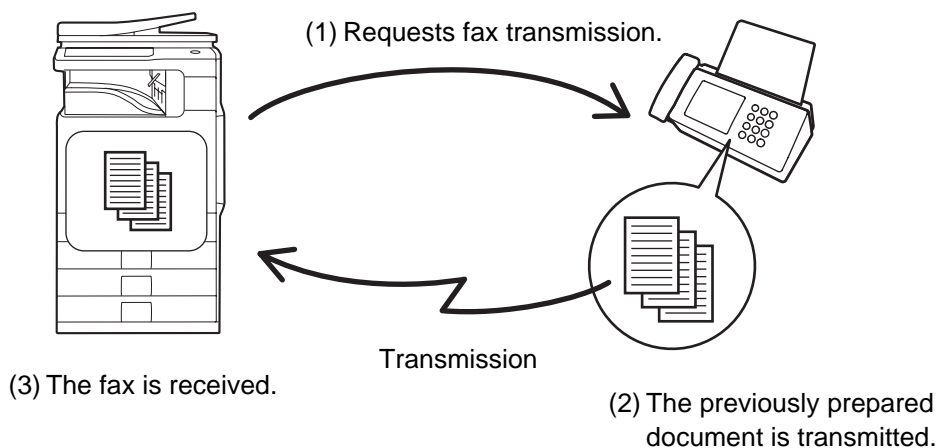 (1) Requests fax transmission.
Transmission
(3) The fax is received.
(2) The previously prepared
document is transmitted.